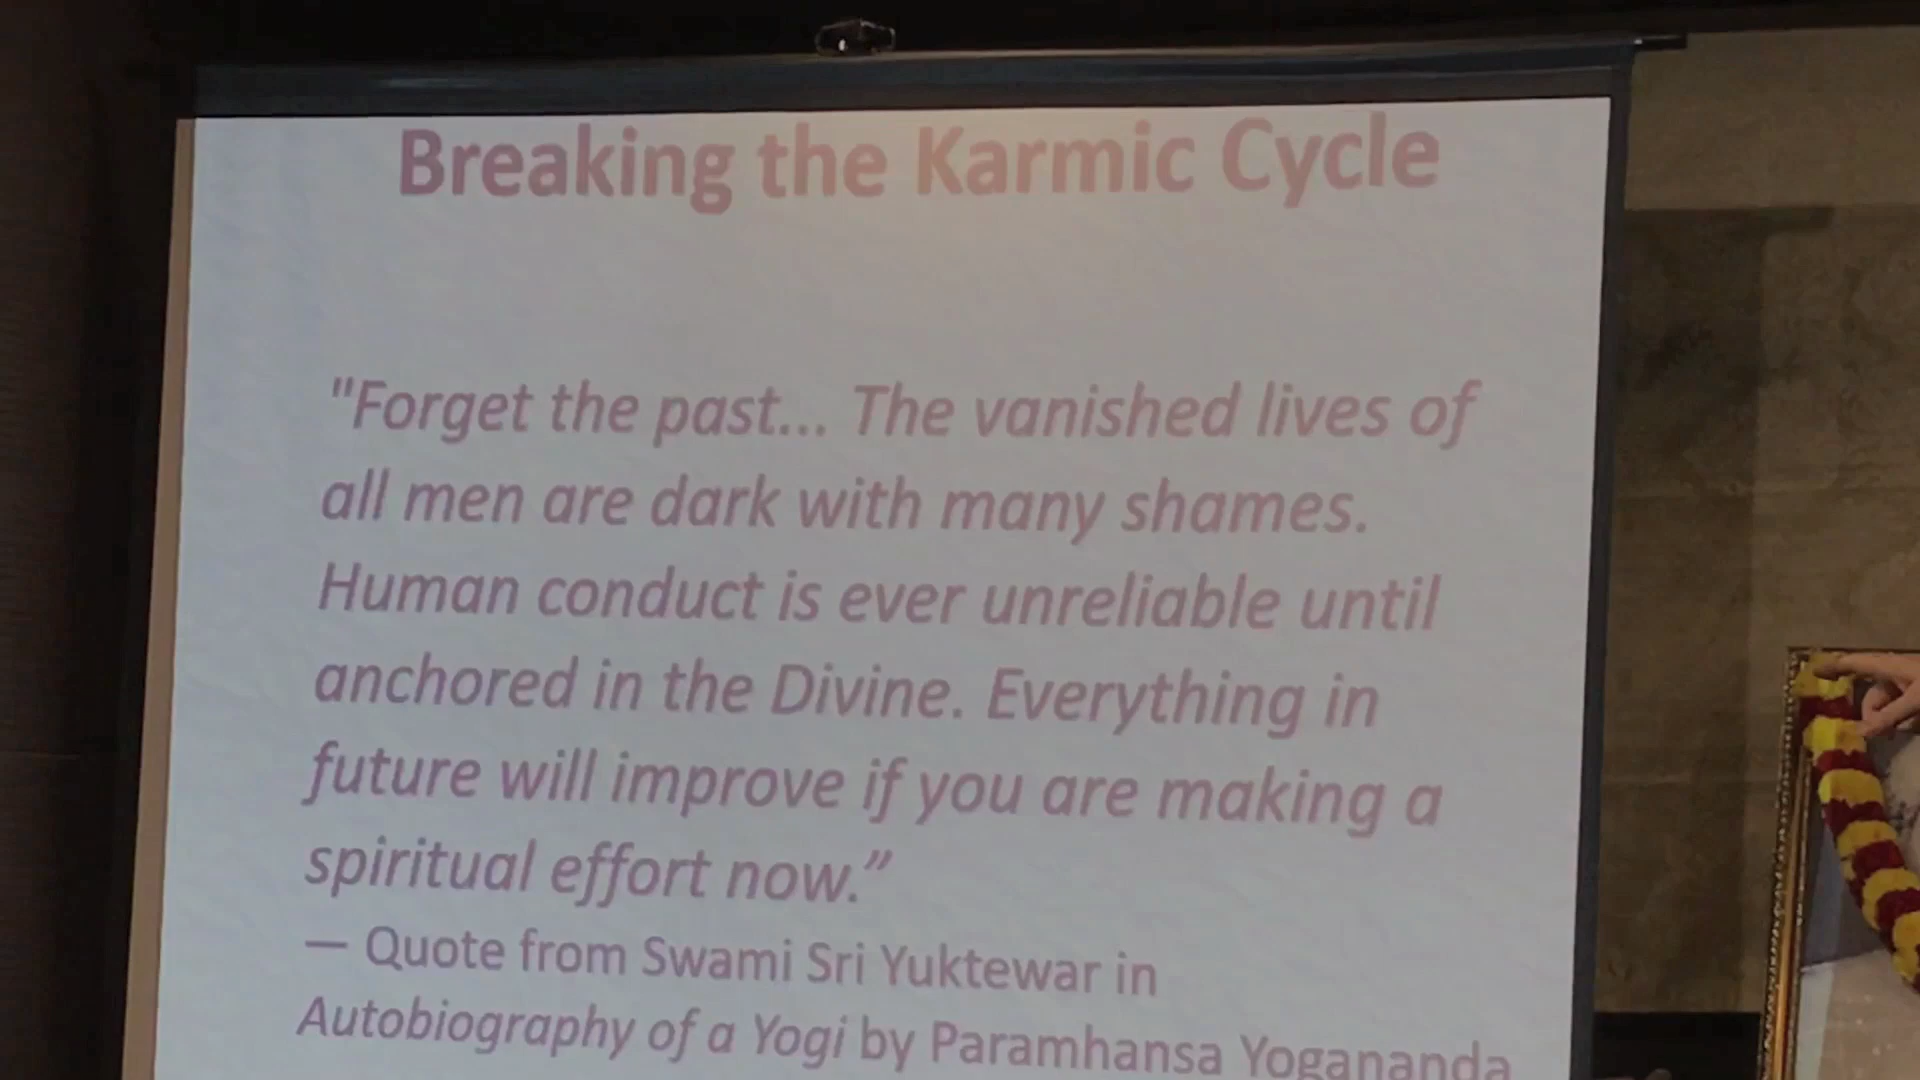 Breaking the Karmic Cycle
"Forget the past... The vanished lives of
all men are dark with many shames.
Human conduct is ever unreliable until
anchored in the Divine. Everything in
future will improve if you are making a
spiritual effort now.”
— Quote from Swami Sri Yuktewar in
Autobiography of a Yogi by Paramhansa Yogananda